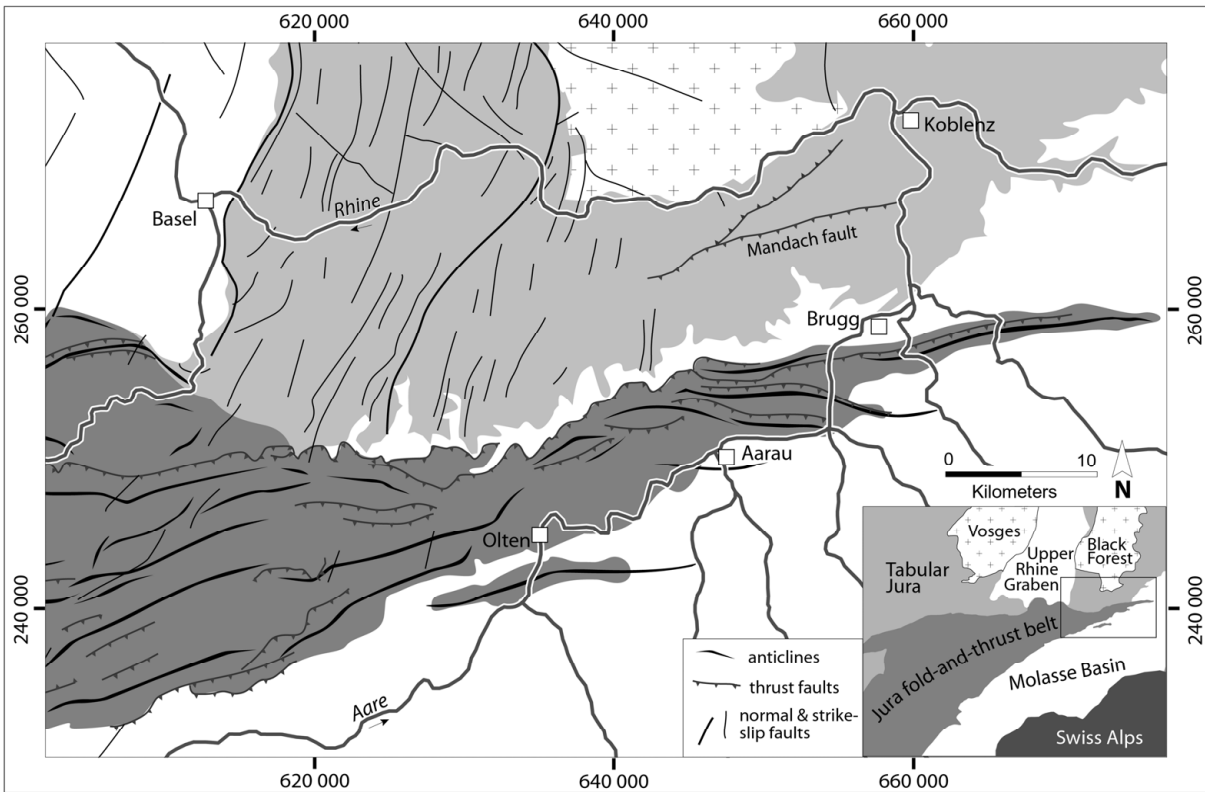 620 000
640 000
660 000
260 000
240 000
260 000
240 000
Koblenz
Basel
Rhine
Mandach fault
Brugg
Aarau
Olten
Aare
0
10
Kilometers
N
anticlines
thrust faults
normal & strike-
slip faults
Vosges
Upper
Rhine
Graben
Black
Forest
Tabular
Jura
Jura fold-and-thrust belt
Molasse Basin
Swiss Alps
620 000
640 000
660 000